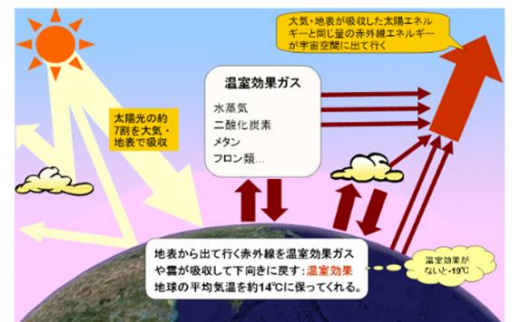 大気・地表が吸収した太陽エネル
ギーと同じ量の赤外線エネルギー
が宇宙空間に出て行く
温室効果ガス
水蒸気
二酸化炭素
メタン
フロン類…
太陽光の約
7割を大気・
地表で吸収
地表から出て行く赤外線を温室効果ガス
や雲が吸収して下向きに戻す：温室効果
地球の平均気温を約14℃に保ってくれる。
温室効果が
ないと-19℃